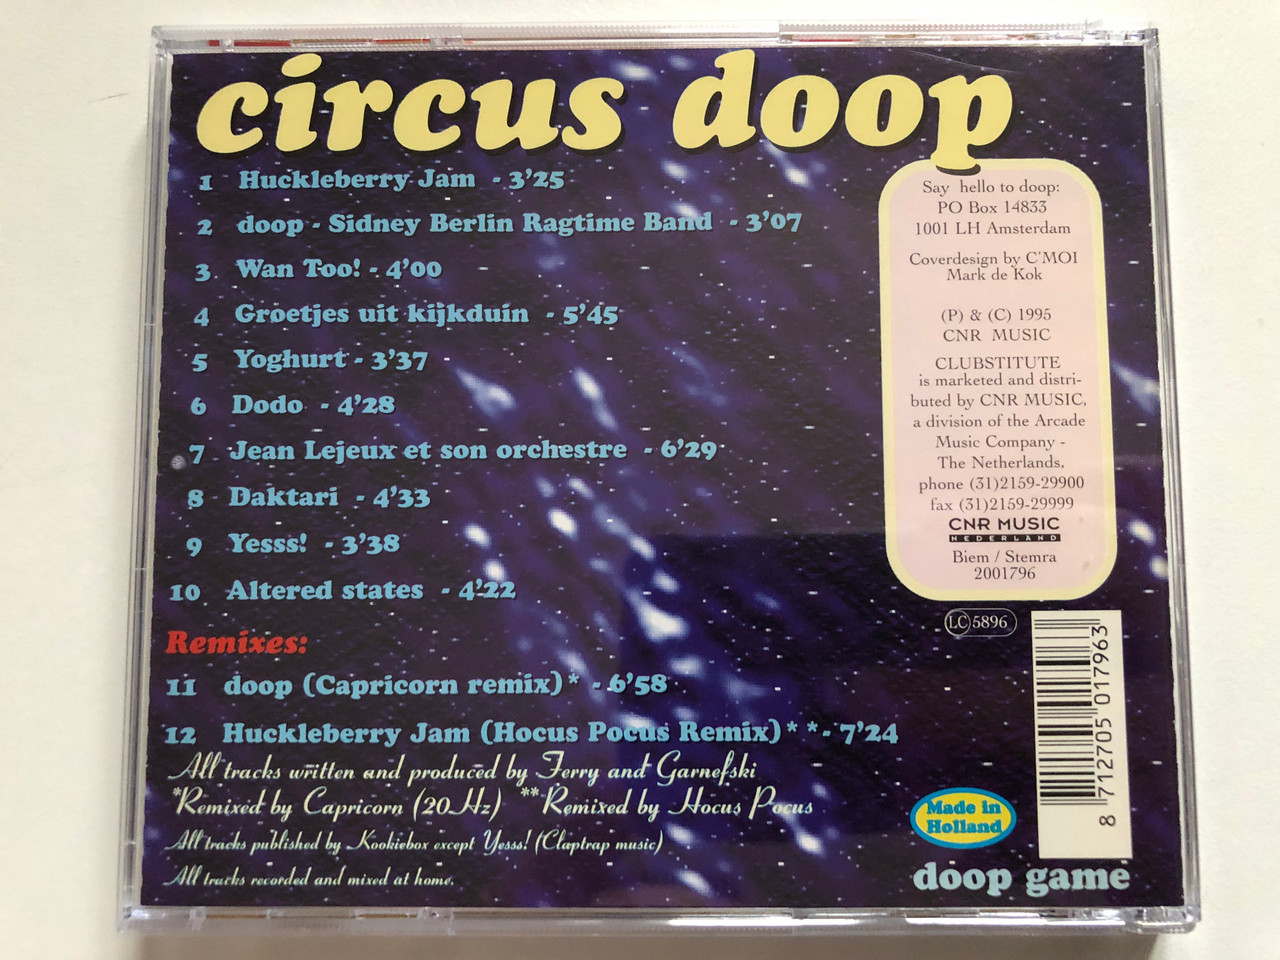 circus doop
1 Huckleberry Jam - 3'25
2 doop - Sidney Berlin Ragtime Band - 3'07
3 Wan Too! - 4'00
4 Groetjes uit kijkduin - 5'45
5 Yoghurt - 3'37
6 Dodo - 4'28
7 Jean Lejeux et son orchestre - 6'29
8 Daktari - 4'33
9 Yesss! - 3'38
10 Altered states - 4'22
Remixes:
11 doop (Capricorn remix)* - 6'58
12 Huckleberry Jam (Hocus Pocus Remix)* *- 7'24
All tracks written and produced by Ferry and Garnefski
*Remixed by Capricorn (20Hz) **Remixed by Hocus Pocus
All tracks published by Kookiebox except Yesss! (Claptrap music)
All tracks recorded and mixed at home.
Say hello to doop:
PO Box 14833
1001 LH Amsterdam
Coverdesign by C'MOI
Mark de Kok
(P) & (C) 1995
CNR MUSIC
CLUBSTITUTE
is marketed and distri-
buted by CNR MUSIC,
a division of the Arcade
Music Company -
The Netherlands,
phone (31)2159-29900
fax (31)2159-29999
CNR MUSIC
NEDERLAND
Biem / Stemra
2001796
LC 5896
8 712705 017963
Made in
Holland
doop game